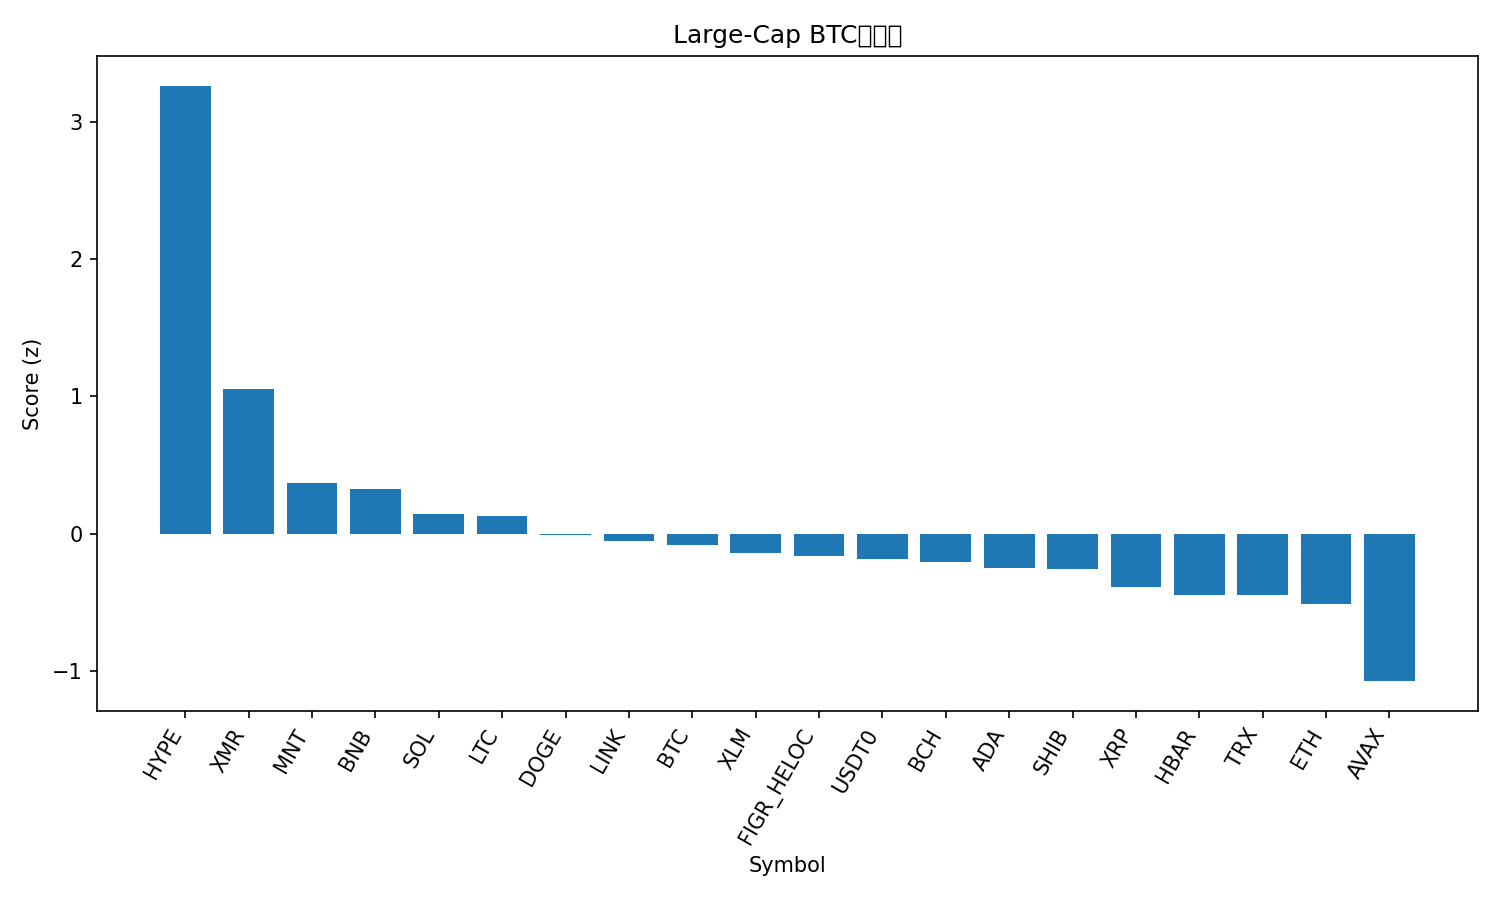 Large-Cap BTC
Score (z)
3
2
1
0
−1
HYPE
XMR
MNT
BNB
SOL
LTC
DOGE
LINK
BTC
XLM
FIGR_HELOC
USDT0
BCH
ADA
SHIB
XRP
HBAR
TRX
ETH
AVAX
Symbol